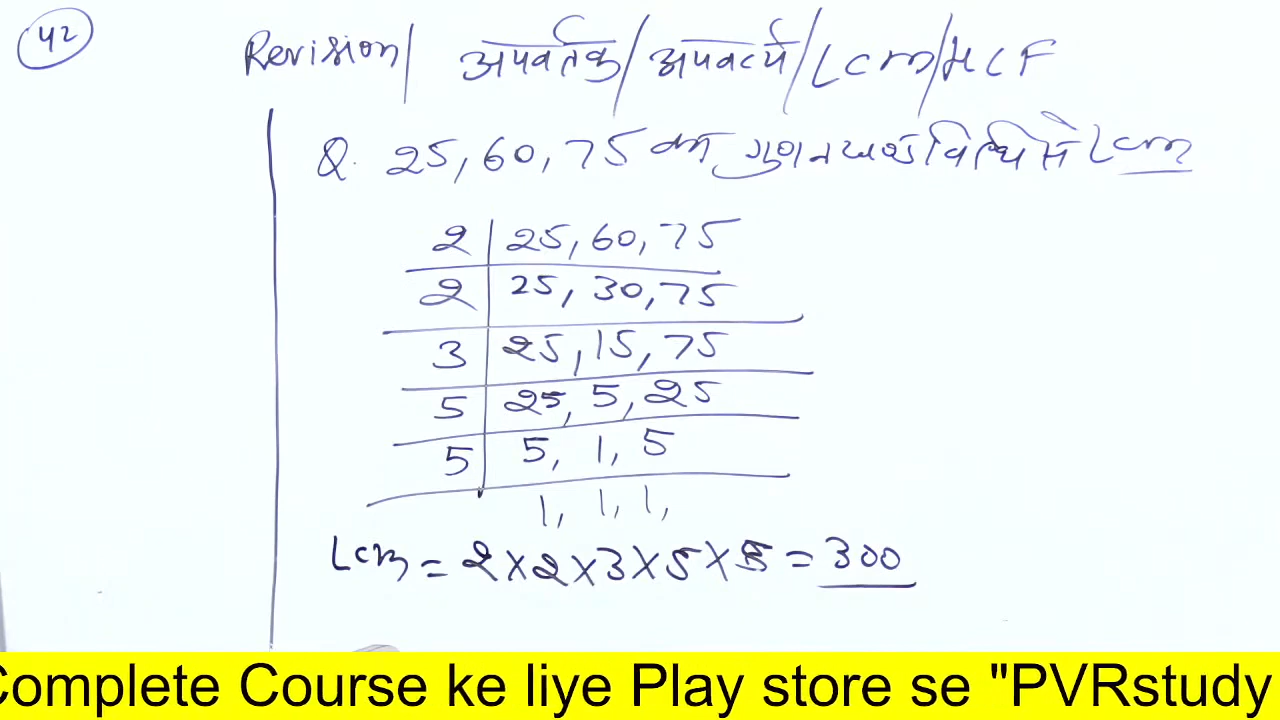 42
Revision/ अपवर्तक/अपवर्त्य/Lcm/HCF
Q. 25, 60, 75 का गुणनखण्ड विधि से Lcm
2 | 25, 60, 75
2 | 25, 30, 75
3 | 25, 15, 75
5 | 25, 5, 25
5 | 5, 1, 5
1, 1, 1,
Lcm = 2×2×3×5×5 = 300
Complete Course ke liye Play store se "PVRstudy